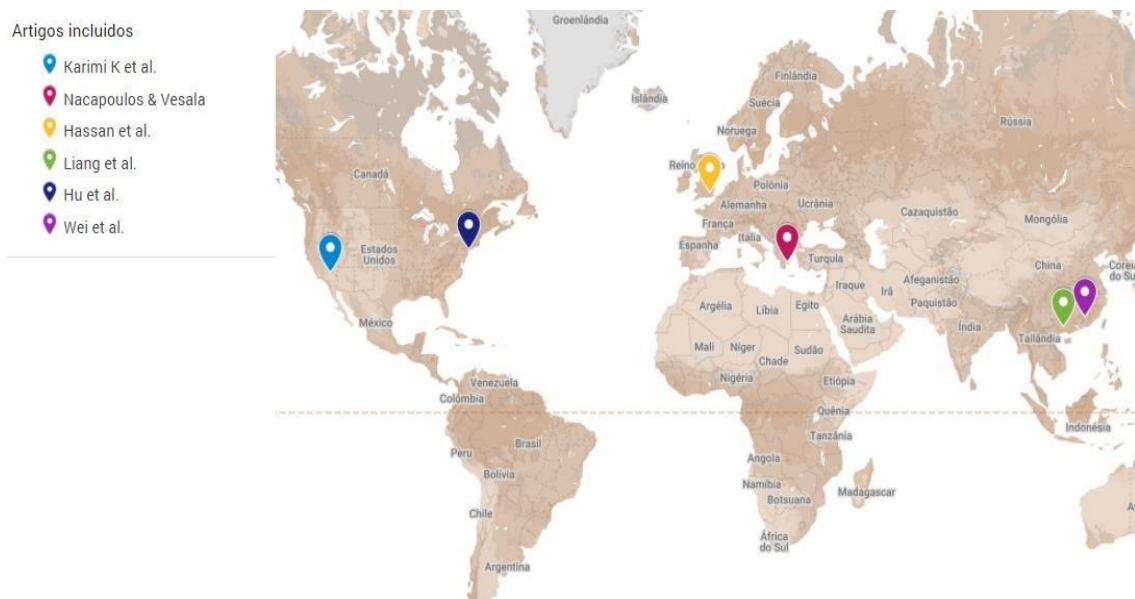 Artigos incluidos
Karimi K et al.
Nacapoulos & Vesala
Hassan et al.
Liang et al.
Hu et al.
Wei et al.
Groenlândia
Islândia
Finlândia
Suécia
Noruega
Rússia
Canadá
Reino
Polônia
Alemanha
Ucrânia
França
Cazaquistão
Mongólia
Estados
Unidos
Espanha
Itália
Turquia
China
Coreia
do Su
Afeganistão
Iraque
Irã
Paquistão
Argélia
Líbia
Egito
Arábia
Saudita
México
Índia
Tailândia
Mali
Níger
Chade
Sudão
Nigéria
Etiópia
Venezuela
Colômbia
Quênia
Indonésia
Tanzânia
Peru
Brasil
Angola
Bolívia
Namíbia
Botsuana
Madagascar
Chile
África
do Sul
Argentina